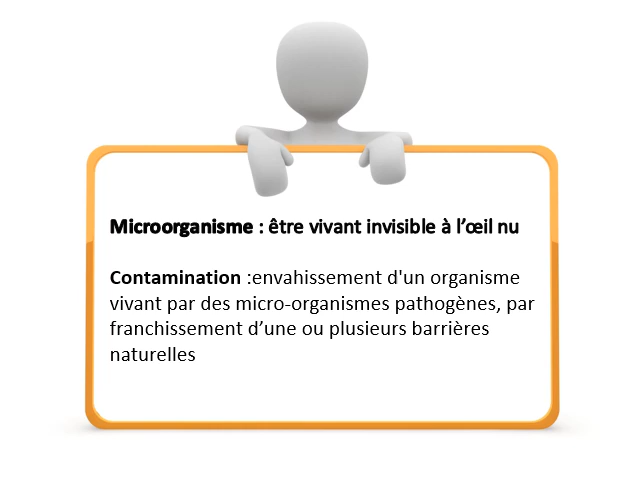 Microorganisme : être vivant invisible à l’œil nu
Contamination :envahissement d'un organisme
vivant par des micro-organismes pathogènes, par
franchissement d’une ou plusieurs barrières
naturelles